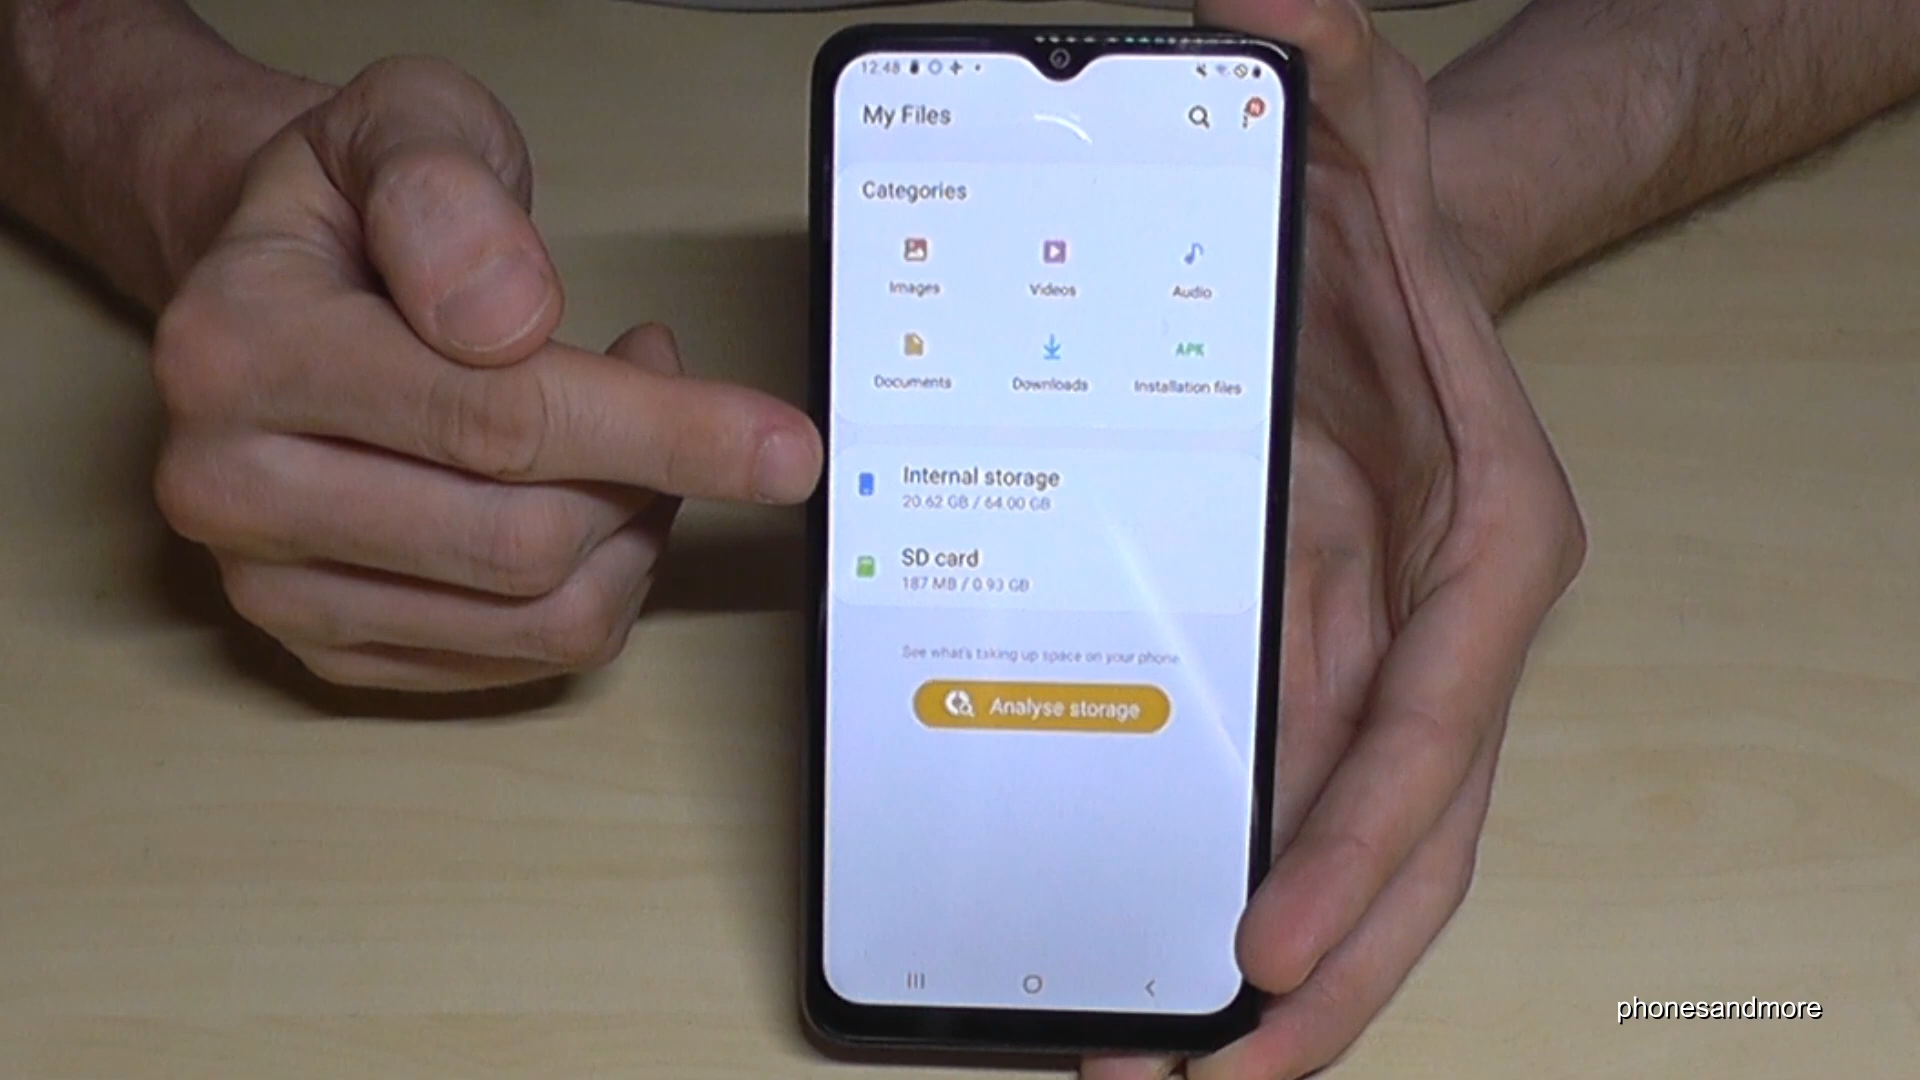 12:48
My Files
N
Categories
Images
Videos
Audio
APK
Documents
Downloads
Installation files
Internal storage
20.62 GB / 64.00 GB
SD card
187 MB / 0.93 GB
See what's taking up space on your phone
Analyse storage
phonesandmore